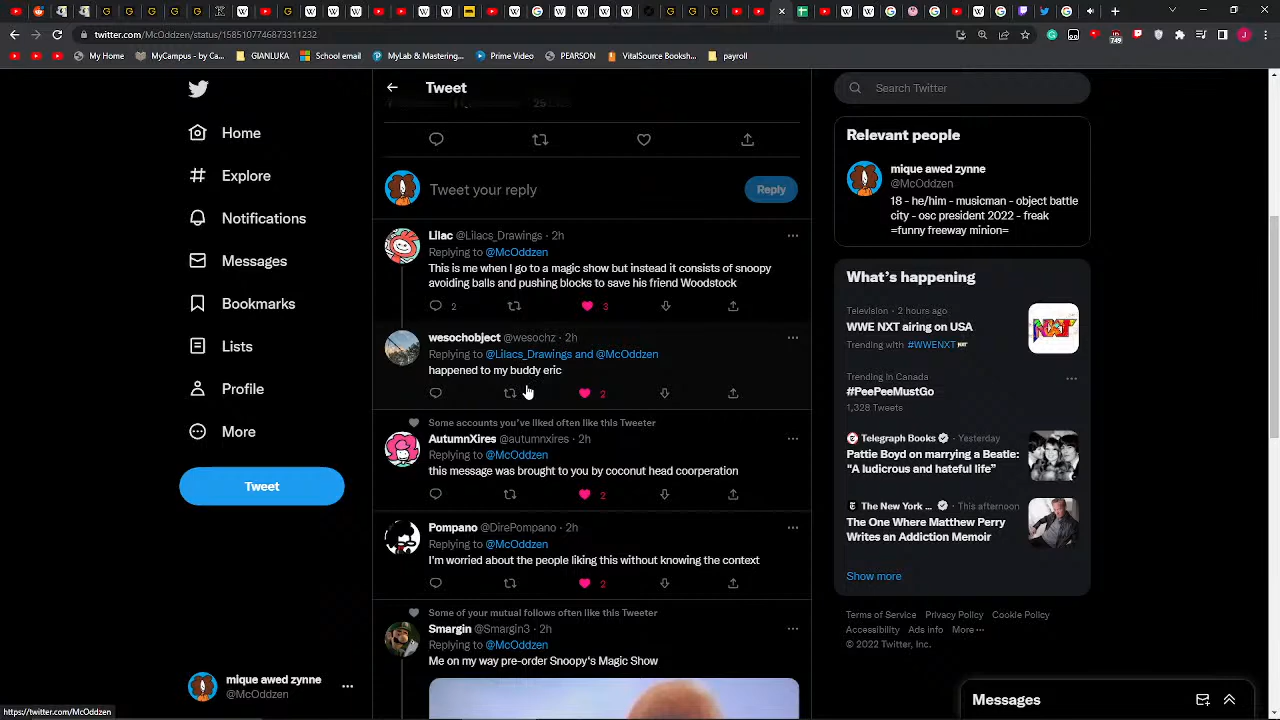 twitter.com/McOddzen/status/1585107746873311232
My Home
MyCampus - by Ca...
GIANLUKA
School email
MyLab & Mastering...
Prime Video
PEARSON
VitalSource Booksh...
payroll
Home
Explore
Notifications
Messages
Bookmarks
Lists
Profile
More
Tweet
mique awed zynne
@McOddzen
https://twitter.com/McOddzen
Tweet
Tweet your reply
Reply
Lilac @Lilacs_Drawings · 2h
Replying to @McOddzen
This is me when I go to a magic show but instead it consists of snoopy
avoiding balls and pushing blocks to save his friend Woodstock
2 3
wesochobject @wesochz · 2h
Replying to @Lilacs_Drawings and @McOddzen
happened to my buddy eric
2
Some accounts you've liked often like this Tweeter
AutumnXires @autumnxires · 2h
Replying to @McOddzen
this message was brought to you by coconut head coorperation
2
Pompano @DirePompano · 2h
Replying to @McOddzen
I'm worried about the people liking this without knowing the context
2
Some of your mutual follows often like this Tweeter
Smargin @Smargin3 · 2h
Replying to @McOddzen
Me on my way pre-order Snoopy's Magic Show
Search Twitter
Relevant people
mique awed zynne
@McOddzen
18 - he/him - musicman - object battle
city - osc president 2022 - freak
=funny freeway minion=
What's happening
Television · 2 hours ago
WWE NXT airing on USA
Trending with #WWENXT
Trending in Canada
#PeePeeMustGo
1,328 Tweets
Telegraph Books · Yesterday
Pattie Boyd on marrying a Beatle:
"A ludicrous and hateful life"
The New York ... · This afternoon
The One Where Matthew Perry
Writes an Addiction Memoir
Show more
Terms of Service Privacy Policy Cookie Policy
Accessibility Ads info More ···
© 2022 Twitter, Inc.
Messages